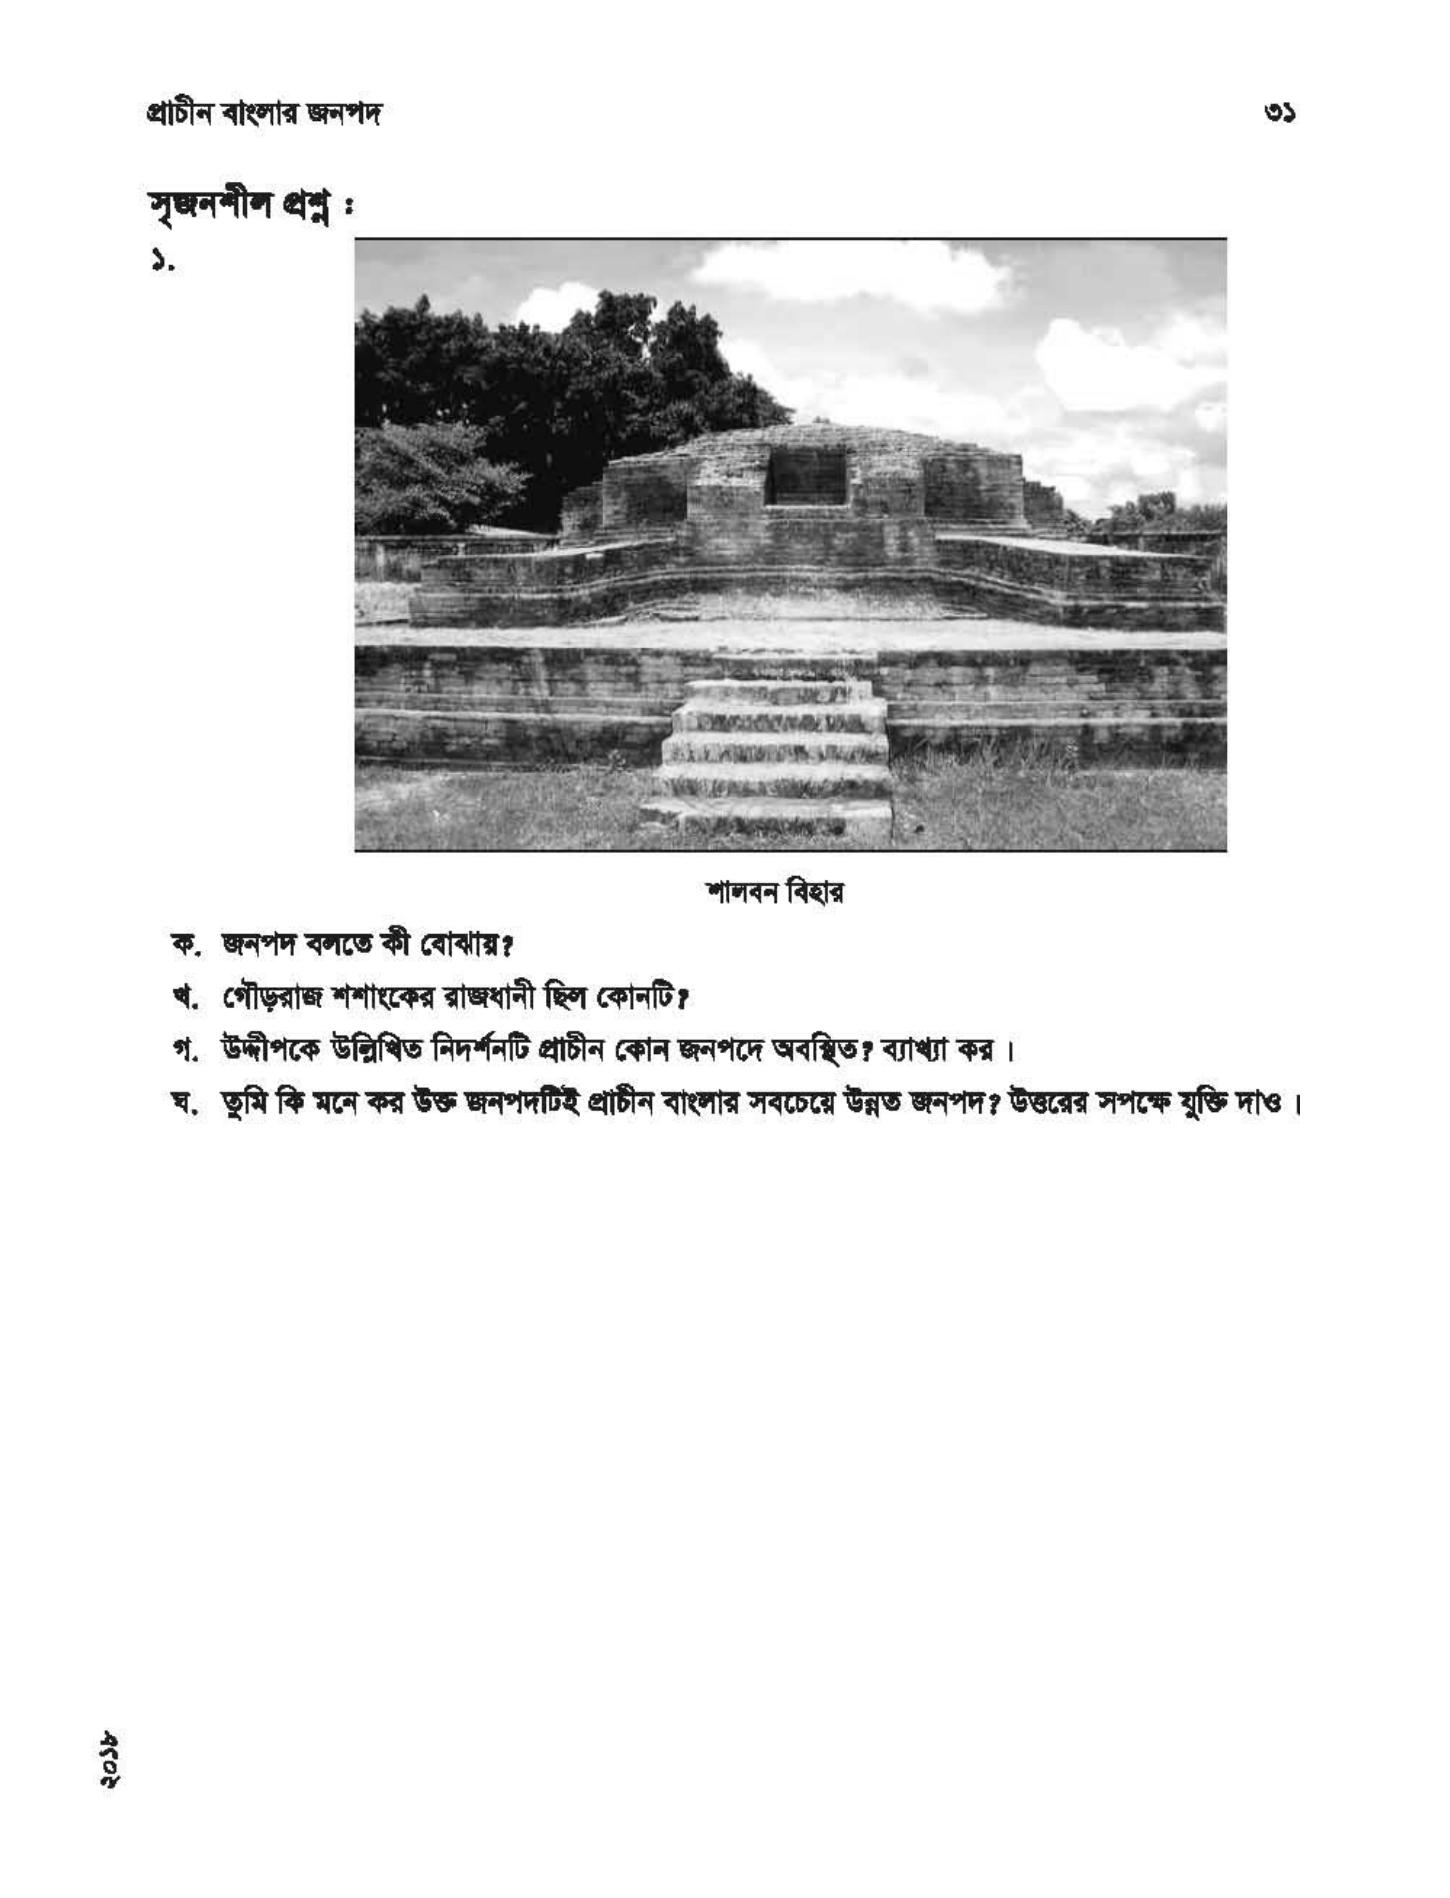 প্রাচীন বাংলার জনপদ ৩১
সৃজনশীল প্রশ্ন :
১.
শালবন বিহার
ক. জনপদ বলতে কী বোঝায়?
খ. গৌড়রাজ শশাংকের রাজধানী ছিল কোনটি?
গ. উদ্দীপকে উল্লিখিত নিদর্শনটি প্রাচীন কোন জনপদে অবস্থিত? ব্যাখ্যা কর ।
ঘ. তুমি কি মনে কর উক্ত জনপদটিই প্রাচীন বাংলার সবচেয়ে উন্নত জনপদ? উত্তরের সপক্ষে যুক্তি দাও ।
২০১৮